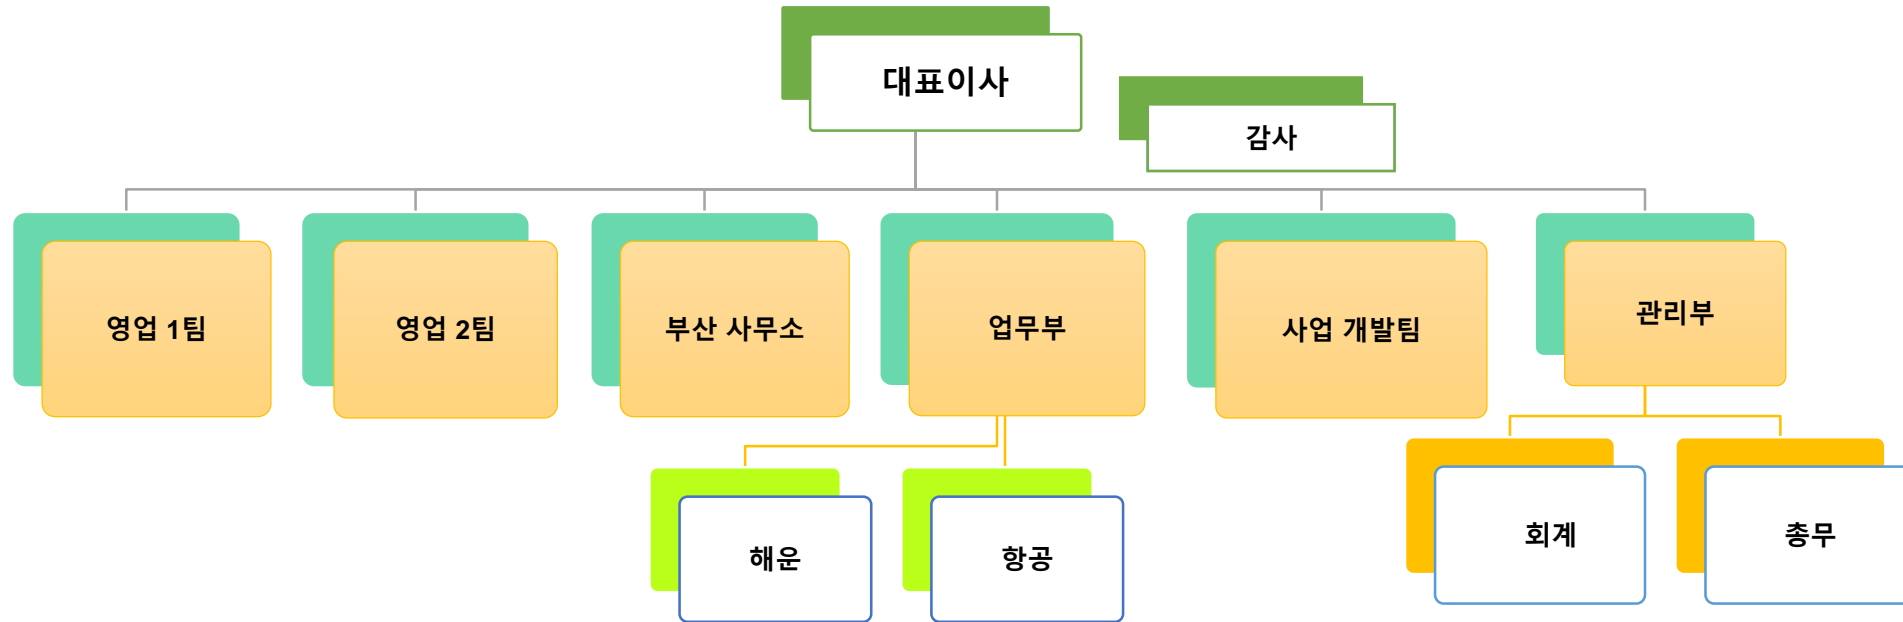 대표이사
감사
영업 1팀
영업 2팀
부산 사무소
업무부
사업 개발팀
관리부
해운
항공
회계
총무